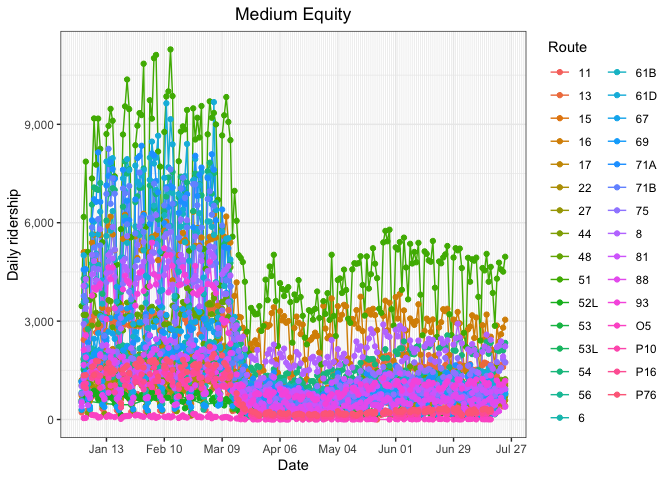 Medium Equity
Daily ridership
9,000
6,000
3,000
0
Jan 13 Feb 10 Mar 09 Apr 06 May 04 Jun 01 Jun 29 Jul 27
Date
Route
11 61B
13 61D
15 67
16 69
17 71A
22 71B
27 75
44 8
48 81
51 88
52L 93
53 O5
53L P10
54 P16
56 P76
6